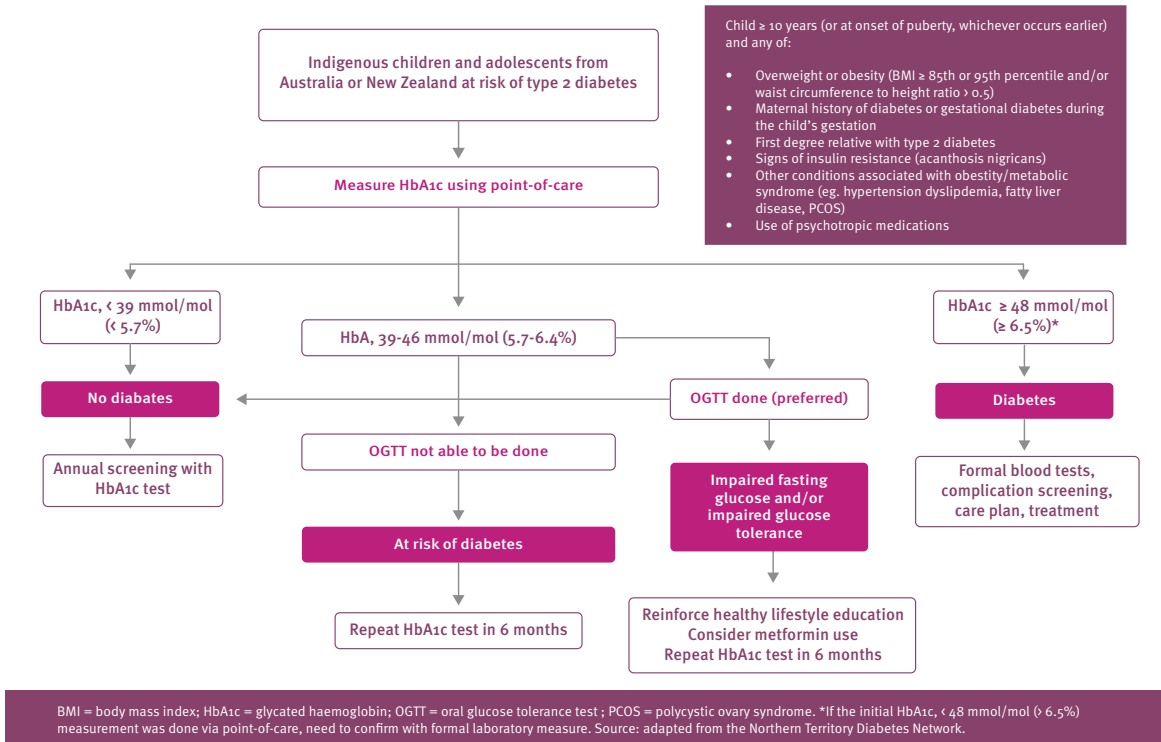 Indigenous children and adolescents from
Australia or New Zealand at risk of type 2 diabetes
Child ≥ 10 years (or at onset of puberty, whichever occurs earlier)
and any of:
• Overweight or obesity (BMI ≥ 85th or 95th percentile and/or
waist circumference to height ratio > 0.5)
• Maternal history of diabetes or gestational diabetes during
the child's gestation
• First degree relative with type 2 diabetes
• Signs of insulin resistance (acanthosis nigricans)
• Other conditions associated with obestity/metabolic
syndrome (eg. hypertension dyslipdemia, fatty liver
disease, PCOS)
• Use of psychotropic medications
Measure HbA1c using point-of-care
HbA1c, < 39 mmol/mol
(< 5.7%)
HbA, 39-46 mmol/mol (5.7-6.4%)
HbA1c ≥ 48 mmol/mol
(≥ 6.5%)*
No diabates
OGTT done (preferred)
Diabetes
Annual screening with
HbA1c test
OGTT not able to be done
Impaired fasting
glucose and/or
impaired glucose
tolerance
Formal blood tests,
complication screening,
care plan, treatment
At risk of diabetes
Repeat HbA1c test in 6 months
Reinforce healthy lifestyle education
Consider metformin use
Repeat HbA1c test in 6 months
BMI = body mass index; HbA1c = glycated haemoglobin; OGTT = oral glucose tolerance test ; PCOS = polycystic ovary syndrome. *If the initial HbA1c, < 48 mmol/mol (> 6.5%)
measurement was done via point-of-care, need to confirm with formal laboratory measure. Source: adapted from the Northern Territory Diabetes Network.